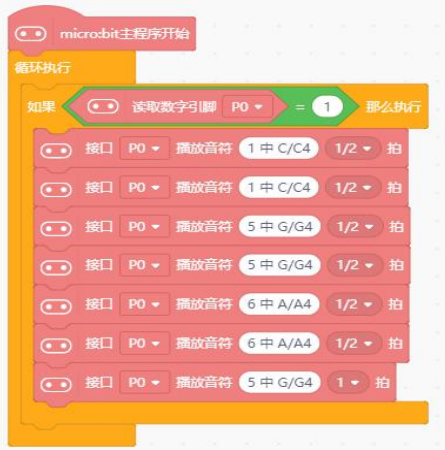 micro:bit主程序开始
循环执行
如果 读取数字引脚 P0 = 1 那么执行
接口 P0 播放音符 1 中 C/C4 1/2 拍
接口 P0 播放音符 1 中 C/C4 1/2 拍
接口 P0 播放音符 5 中 G/G4 1/2 拍
接口 P0 播放音符 5 中 G/G4 1/2 拍
接口 P0 播放音符 6 中 A/A4 1/2 拍
接口 P0 播放音符 6 中 A/A4 1/2 拍
接口 P0 播放音符 5 中 G/G4 1 拍